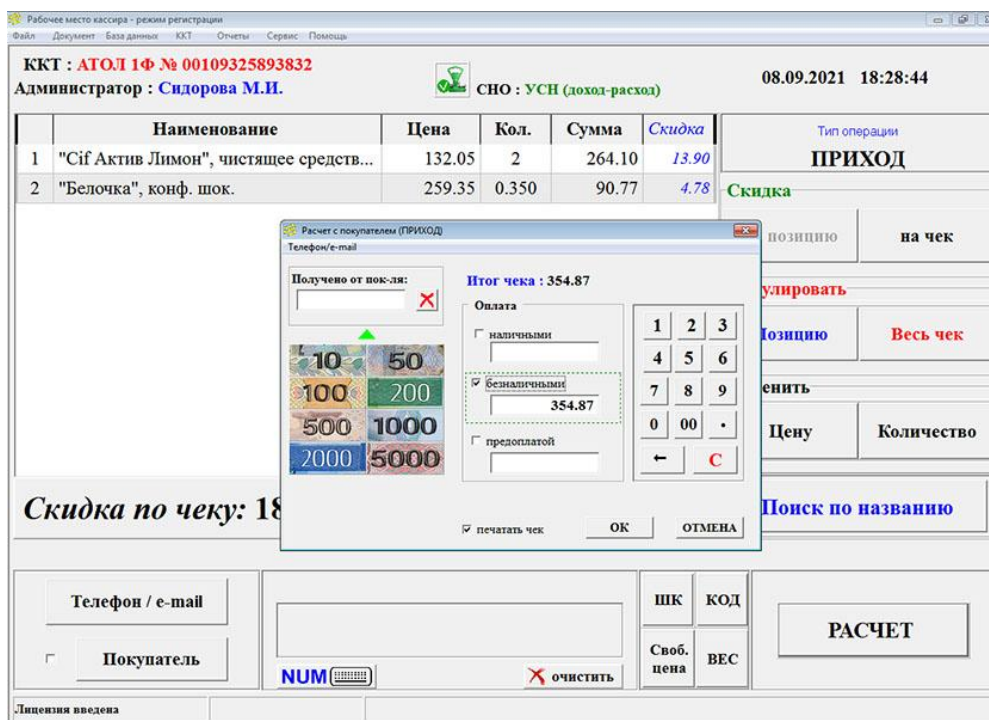 Рабочее место кассира - режим регистрации
Файл Документ База данных ККТ Отчеты Сервис Помощь
ККТ : АТОЛ 1Ф № 00109325893832
Администратор : Сидорова М.И.
СНО : УСН (доход-расход)
08.09.2021 18:28:44
Наименование Цена Кол. Сумма Скидка
1 "Cif Актив Лимон", чистящее средств... 132.05 2 264.10 13.90
2 "Белочка", конф. шок. 259.35 0.350 90.77 4.78
Тип операции
ПРИХОД
Скидка
позицию на чек
улировать
Позицию Весь чек
енить
Цену Количество
Расчет с покупателем (ПРИХОД)
Телефон/e-mail
Получено от пок-ля:
10 50
100 200
500 1000
2000 5000
Итог чека : 354.87
Оплата
наличными
безналичными
354.87
предоплатой
1 2 3
4 5 6
7 8 9
0 00 .
← С
печатать чек ОК ОТМЕНА
Скидка по чеку: 18
Поиск по названию
Телефон / e-mail
Покупатель
NUM
очистить
ШК КОД
Своб. цена ВЕС
РАСЧЕТ
Лицензия введена